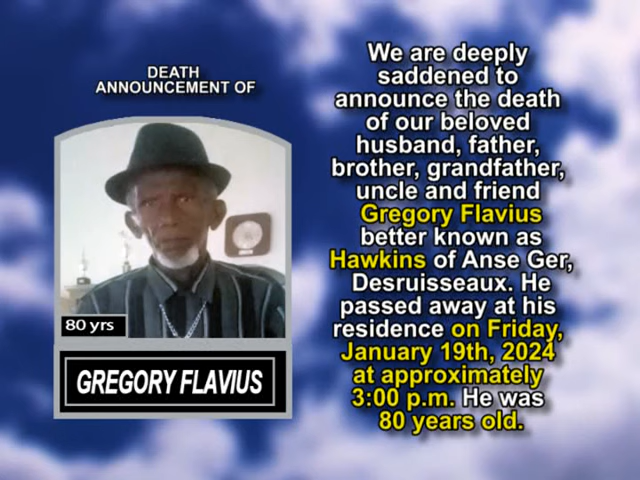 DEATH
ANNOUNCEMENT OF
80 yrs
GREGORY FLAVIUS
We are deeply
saddened to
announce the death
of our beloved
husband, father,
brother, grandfather,
uncle and friend
Gregory Flavius
better known as
Hawkins of Anse Ger,
Desruisseaux. He
passed away at his
residence on Friday,
January 19th, 2024
at approximately
3:00 p.m. He was
80 years old.